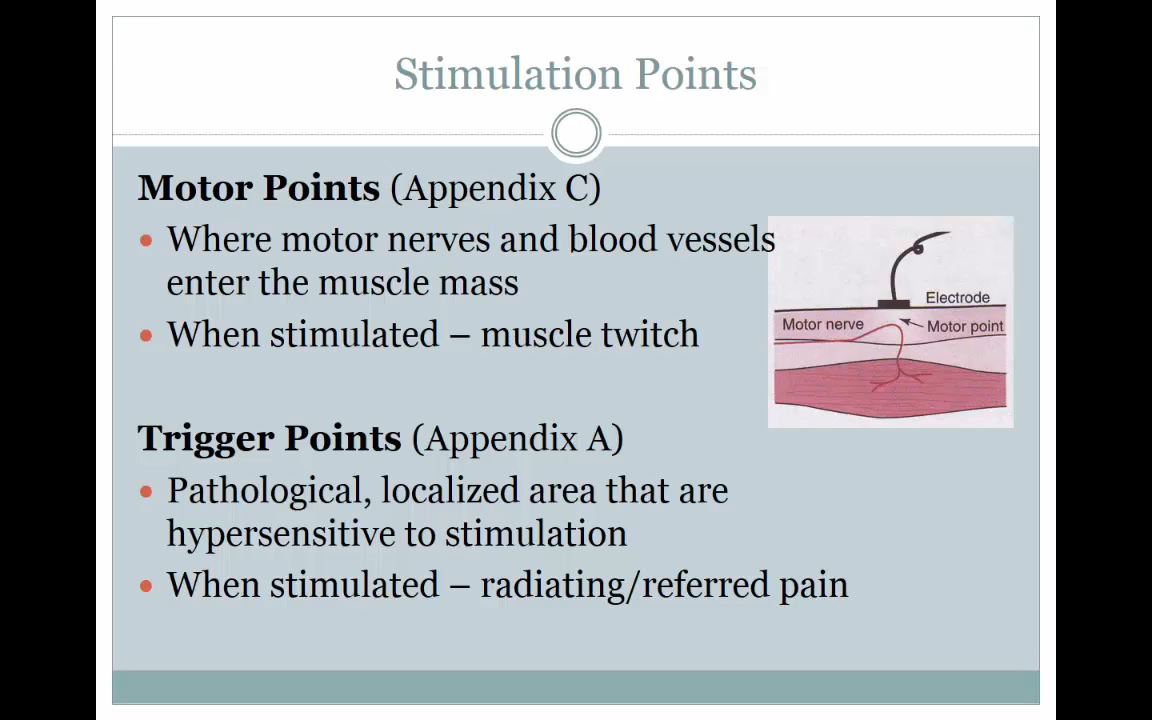 Stimulation Points
Motor Points (Appendix C)
• Where motor nerves and blood vessels
enter the muscle mass
• When stimulated – muscle twitch
Electrode
Motor nerve
Motor point
Trigger Points (Appendix A)
• Pathological, localized area that are
hypersensitive to stimulation
• When stimulated – radiating/referred pain